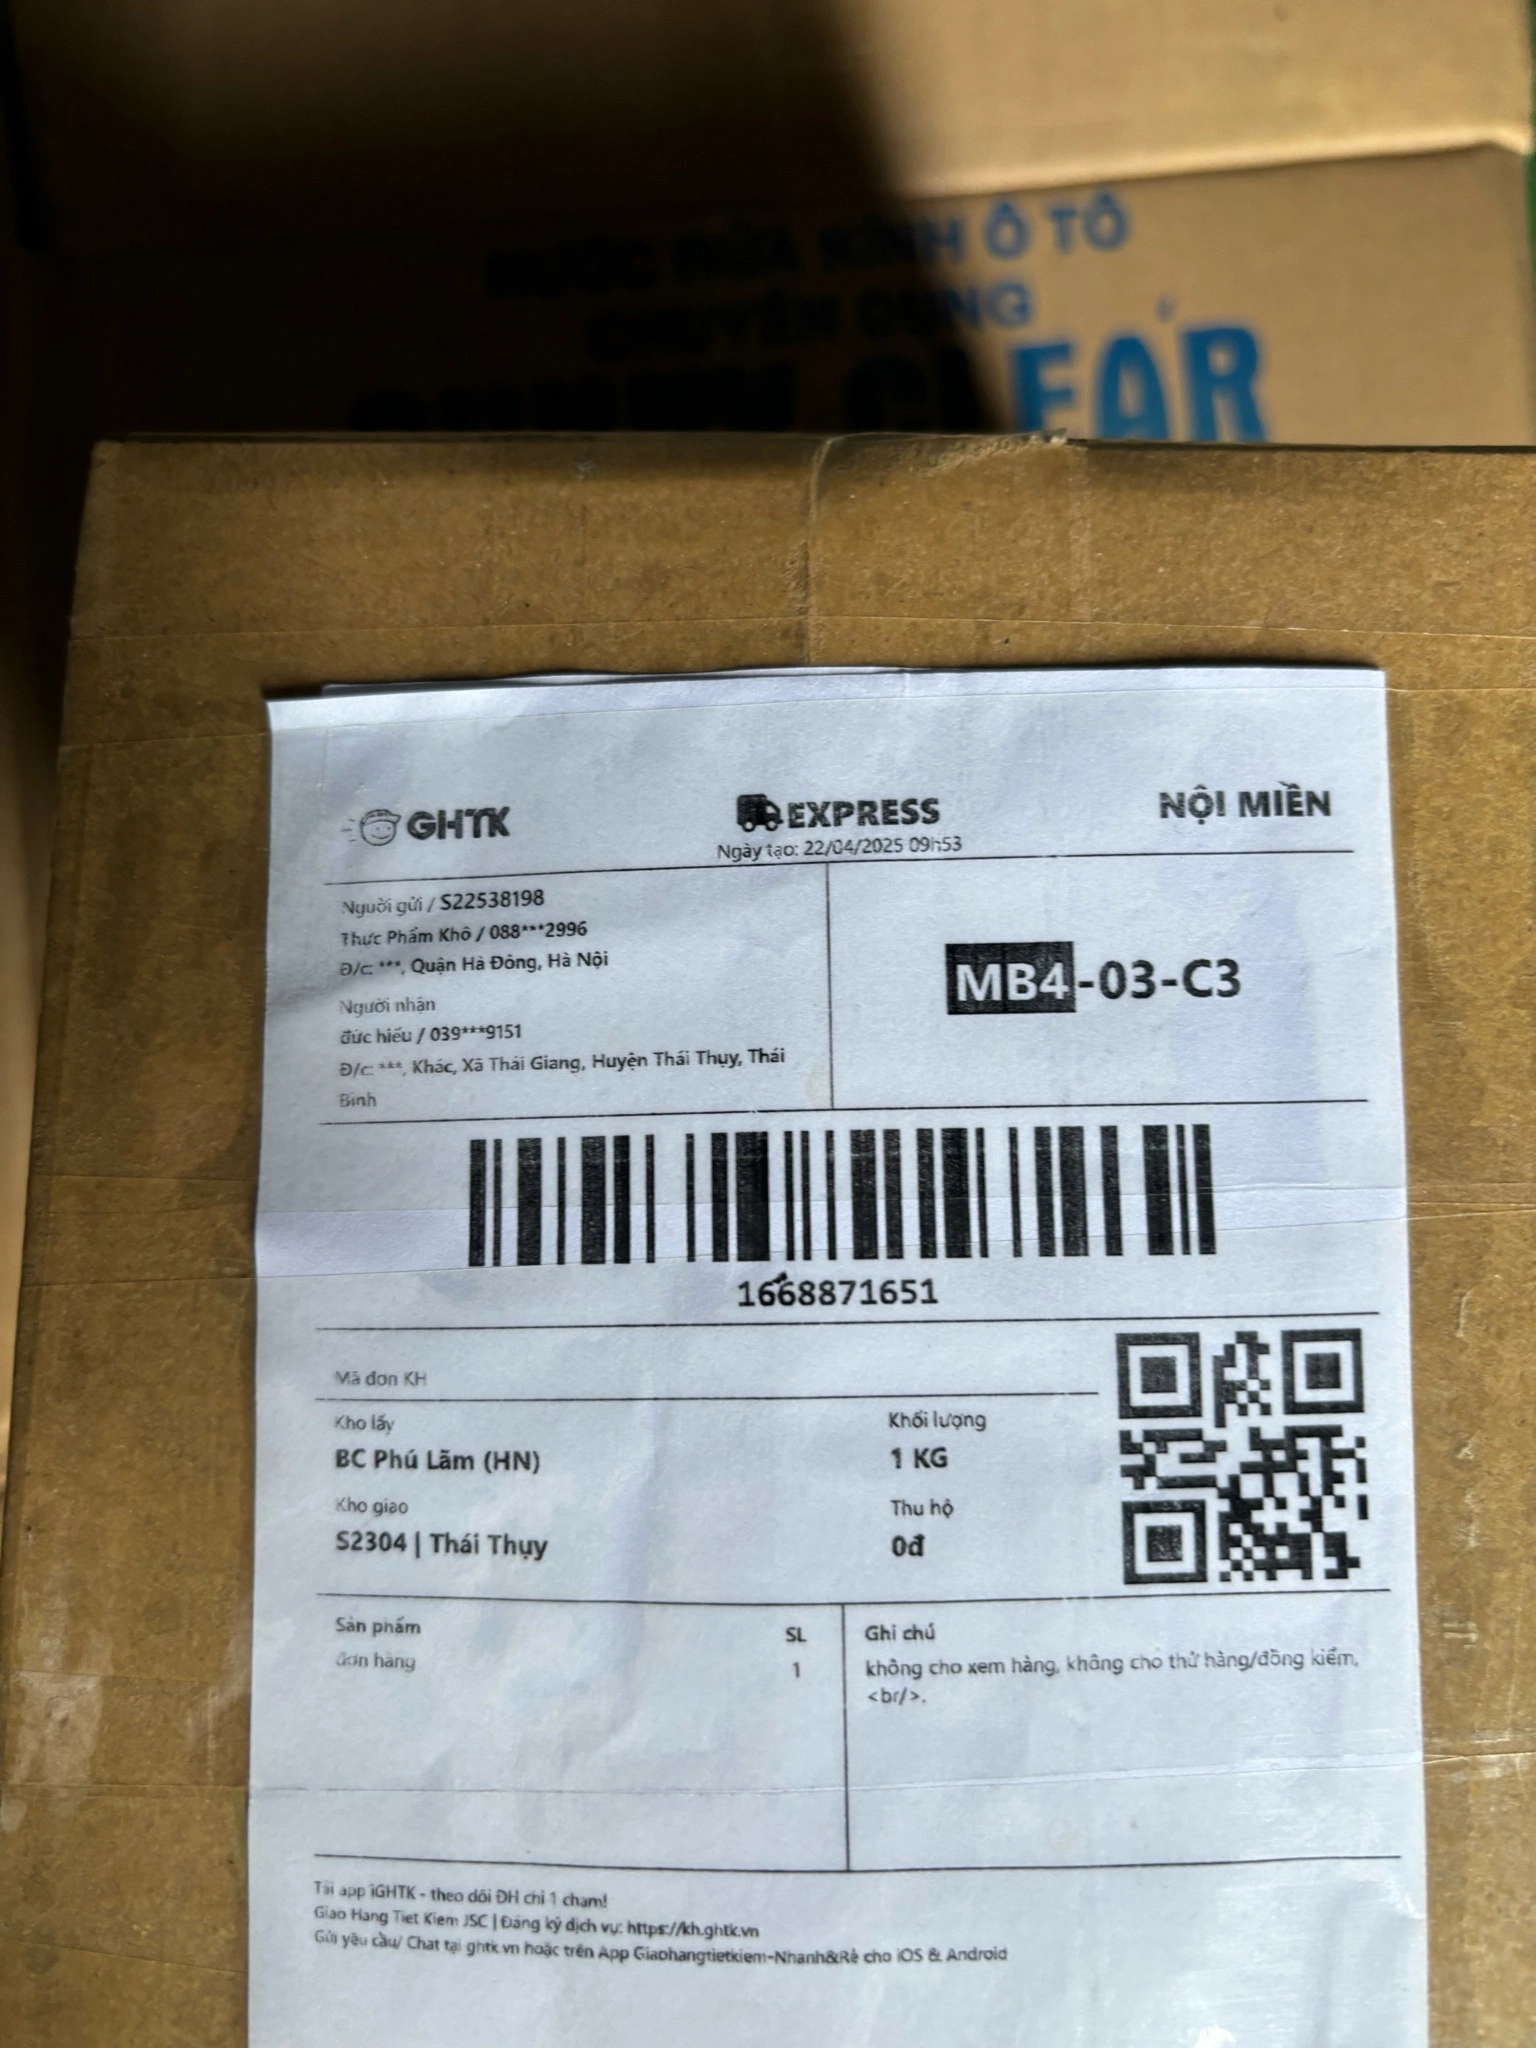 NƯỚC RỬA KÍNH Ô TÔ
CHUYÊN DỤNG
CLEAR
GHTK
EXPRESS
Ngày tạo: 22/04/2025 09h53
NỘI MIỀN
Người gửi / S22538198
Thực Phẩm Khô / 088***2996
Đ/c: ***, Quận Hà Đông, Hà Nội
Người nhận
đức hiếu / 039***9151
Đ/c: ***, Khác, Xã Thái Giang, Huyện Thái Thụy, Thái
Bình
MB4-03-C3
1668871651
Mã đơn KH
Kho lấy
BC Phú Lãm (HN)
Khối lượng
1 KG
Kho giao
S2304 | Thái Thụy
Thu hộ
0đ
Sản phẩm SL
đơn hàng 1
Ghi chú
không cho xem hàng, không cho thử hàng/đồng kiểm,
<br/>.
Tải app iGHTK - theo dõi ĐH chỉ 1 chạm!
Giao Hang Tiet Kiem JSC | Đăng ký dịch vụ: https://kh.ghtk.vn
Gửi yêu cầu/ Chat tại ghtk.vn hoặc trên App Giaohangtietkiem-Nhanh&Rẻ cho iOS & Android